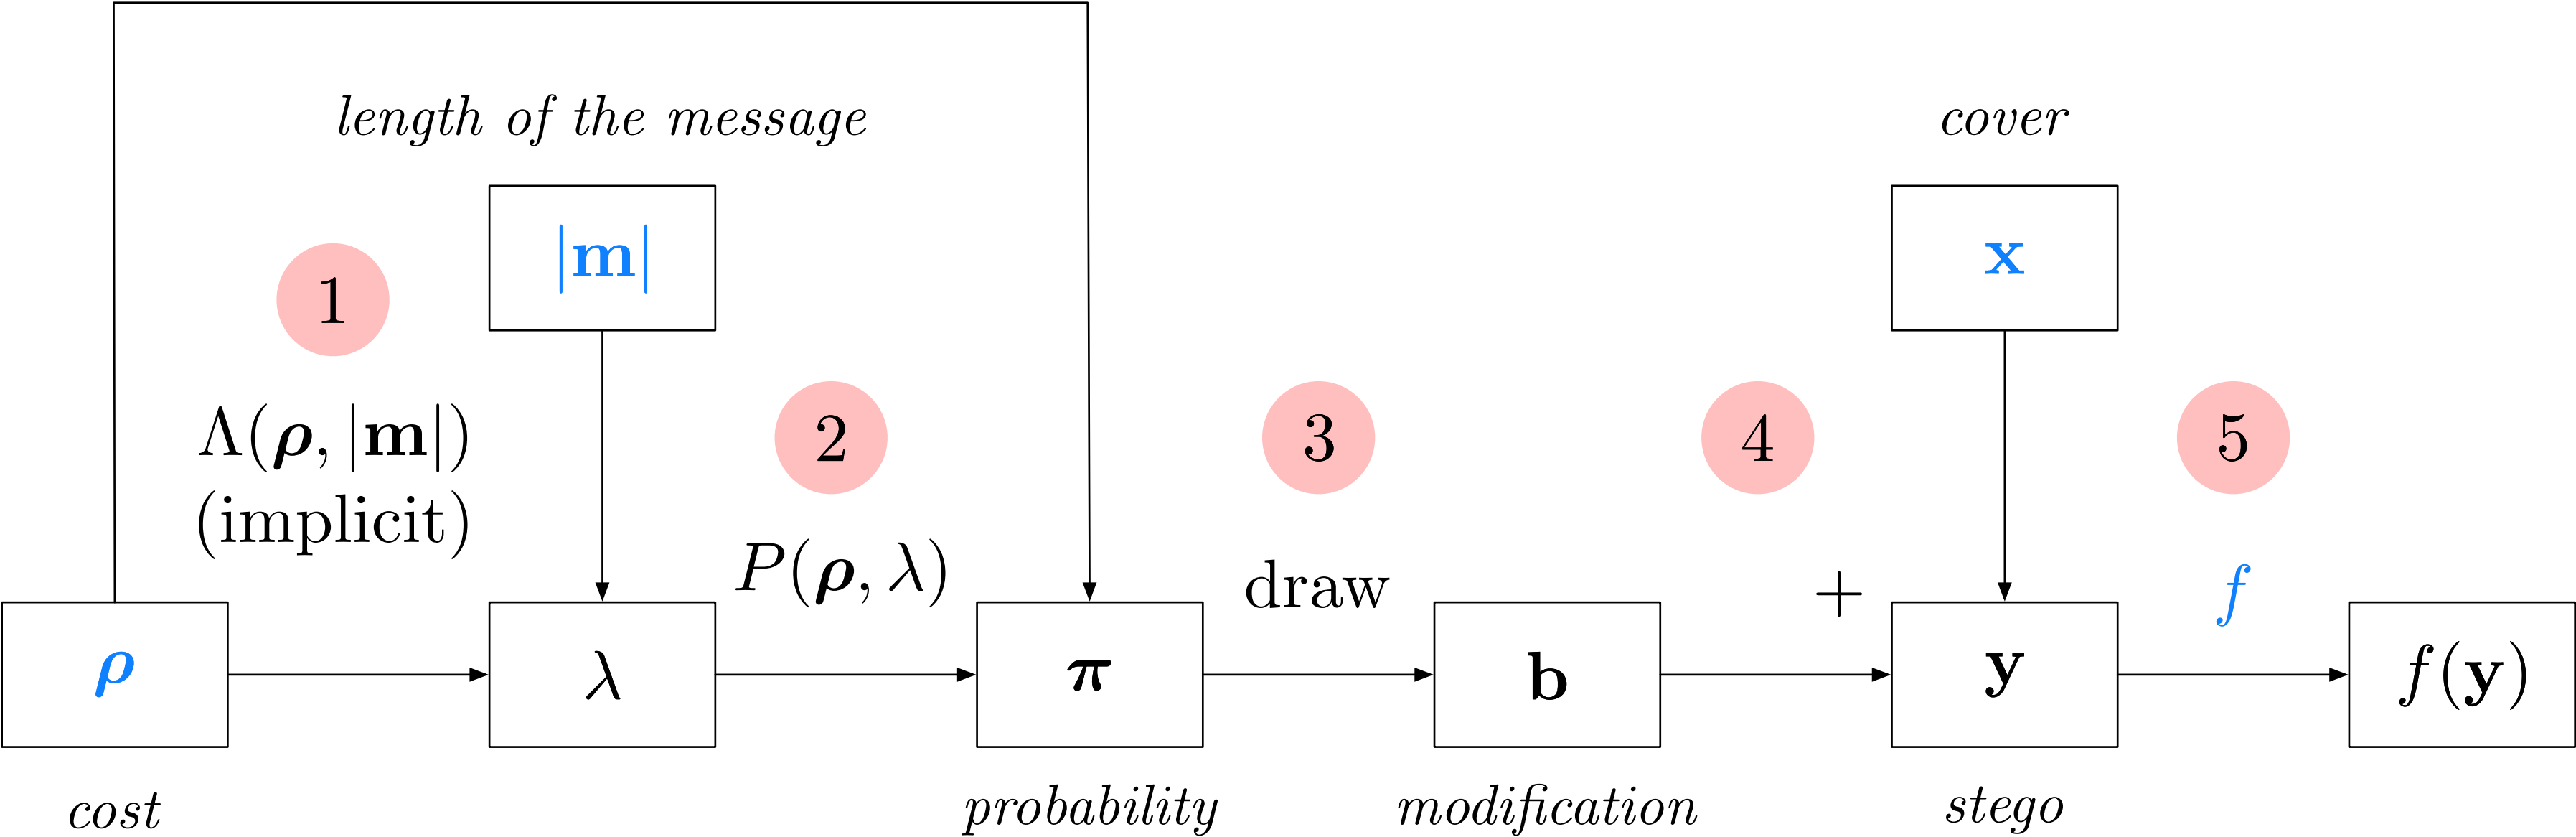 length of the message
cover
|m|
x
1
Λ(ρ, |m|)
(implicit)
2
P(ρ, λ)
3
draw
4
+
5
f
ρ
λ
π
b
y
f(y)
cost
probability
modification
stego